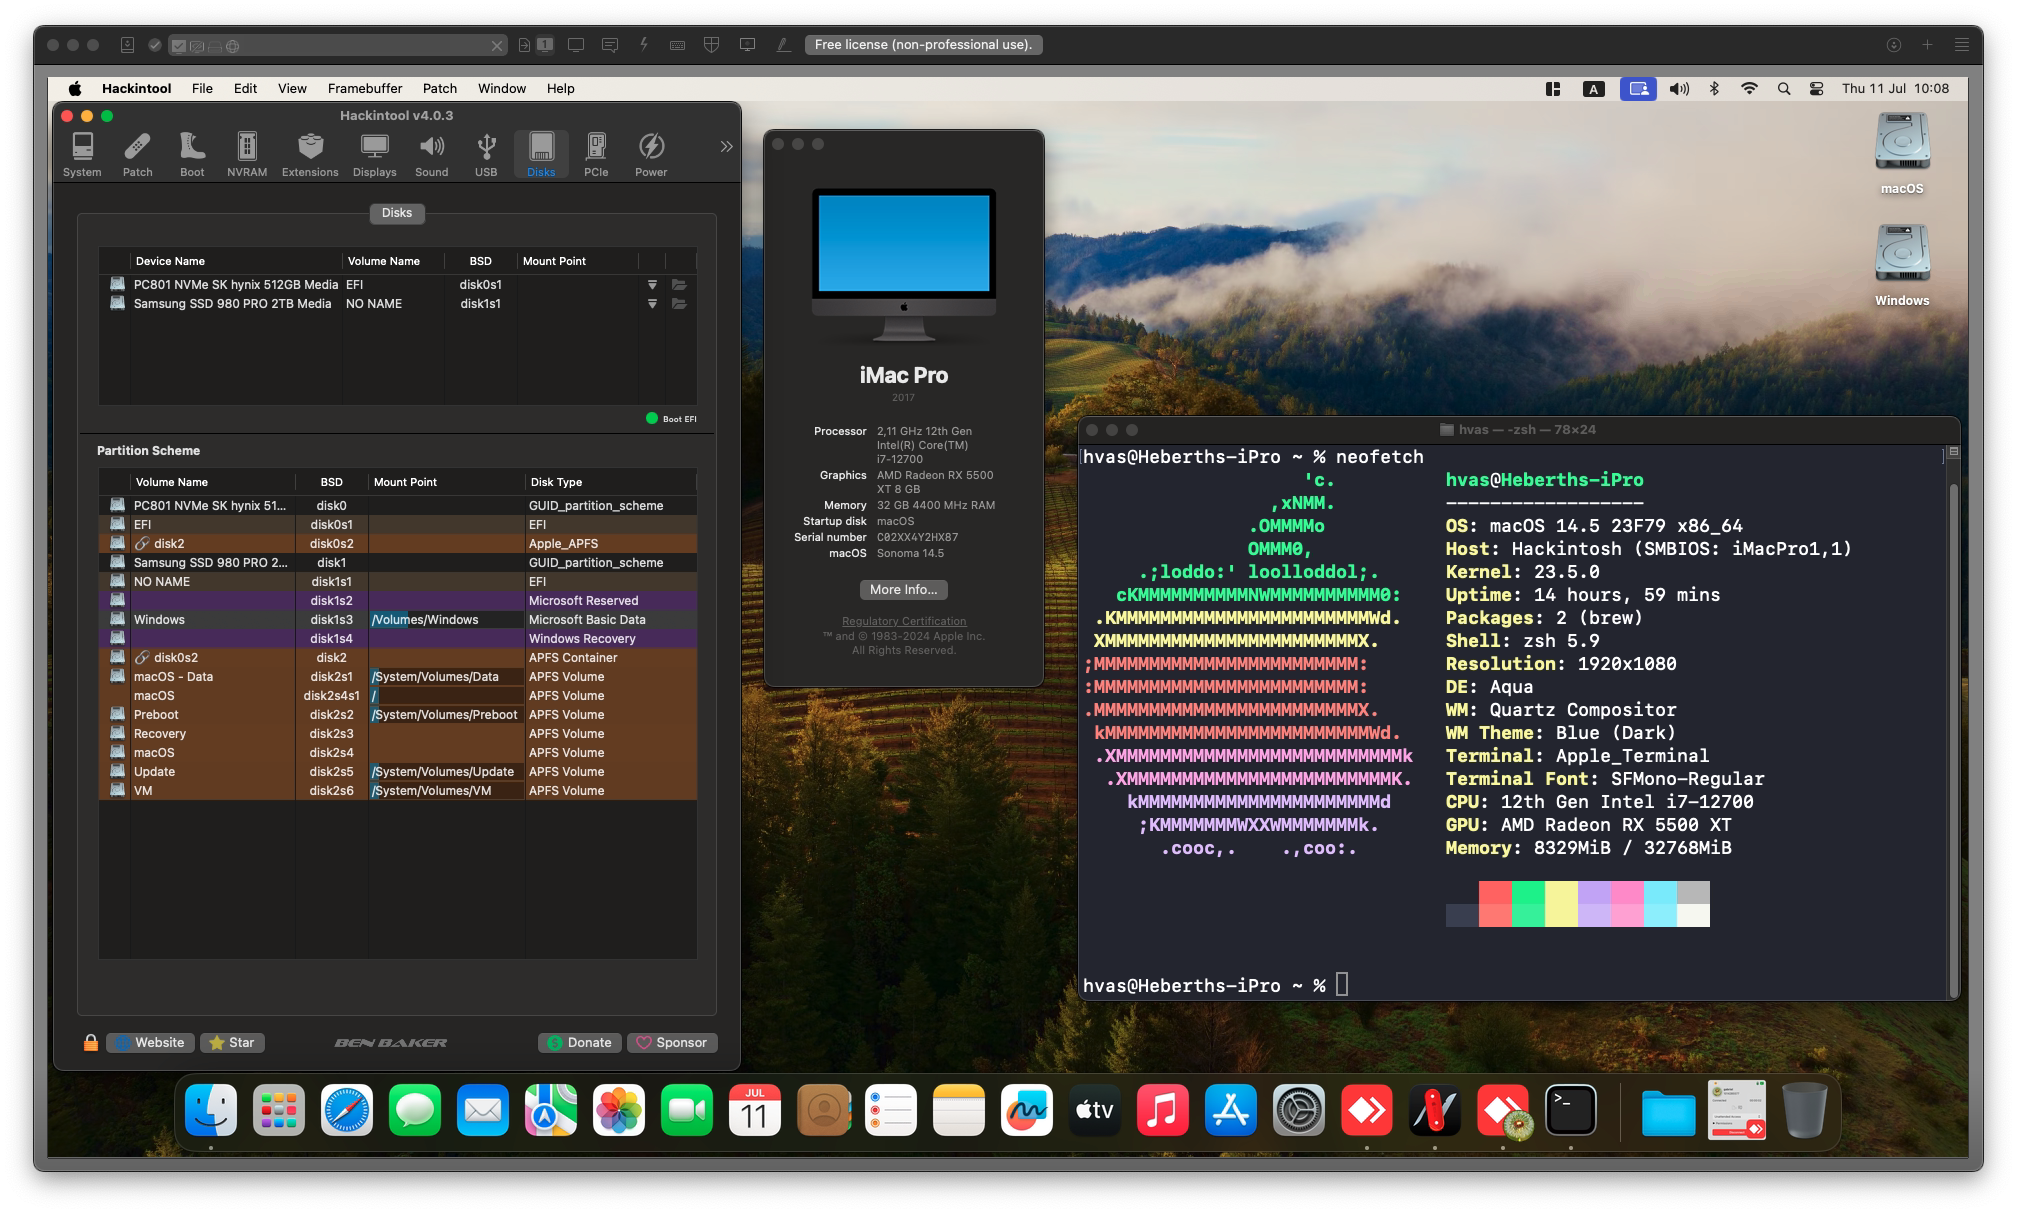 1
Free license (non-professional use).
Hackintool File Edit View Framebuffer Patch Window Help
A
Thu 11 Jul 10:08
Hackintool v4.0.3
System Patch Boot NVRAM Extensions Displays Sound USB Disks PCIe Power
Disks
Device Name Volume Name BSD Mount Point
PC801 NVMe SK hynix 512GB Media EFI disk0s1
Samsung SSD 980 PRO 2TB Media NO NAME disk1s1
Boot EFI
Partition Scheme
Volume Name BSD Mount Point Disk Type
PC801 NVMe SK hynix 51... disk0 GUID_partition_scheme
EFI disk0s1 EFI
disk2 disk0s2 Apple_APFS
Samsung SSD 980 PRO 2... disk1 GUID_partition_scheme
NO NAME disk1s1 EFI
disk1s2 Microsoft Reserved
Windows disk1s3 /Volumes/Windows Microsoft Basic Data
disk1s4 Windows Recovery
disk0s2 disk2 APFS Container
macOS - Data disk2s1 /System/Volumes/Data APFS Volume
macOS disk2s4s1 / APFS Volume
Preboot disk2s2 /System/Volumes/Preboot APFS Volume
Recovery disk2s3 APFS Volume
macOS disk2s4 APFS Volume
Update disk2s5 /System/Volumes/Update APFS Volume
VM disk2s6 /System/Volumes/VM APFS Volume
Website Star BEN BAKER Donate Sponsor
iMac Pro
2017
Processor 2,11 GHz 12th Gen
Intel(R) Core(TM)
i7-12700
Graphics AMD Radeon RX 5500
XT 8 GB
Memory 32 GB 4400 MHz RAM
Startup disk macOS
Serial number C02XX4Y2HX87
macOS Sonoma 14.5
More Info...
Regulatory Certification
™ and © 1983-2024 Apple Inc.
All Rights Reserved.
macOS
Windows
hvas — -zsh — 78×24
hvas@Heberths-iPro ~ % neofetch
'c. hvas@Heberths-iPro
,xNMM. ------------------
.OMMMMo OS: macOS 14.5 23F79 x86_64
OMMM0, Host: Hackintosh (SMBIOS: iMacPro1,1)
.;loddo:' loolloddol;. Kernel: 23.5.0
cKMMMMMMMMMMNWMMMMMMMMMM0: Uptime: 14 hours, 59 mins
.KMMMMMMMMMMMMMMMMMMMMMMMWd. Packages: 2 (brew)
XMMMMMMMMMMMMMMMMMMMMMMMX. Shell: zsh 5.9
;MMMMMMMMMMMMMMMMMMMMMMMM: Resolution: 1920x1080
:MMMMMMMMMMMMMMMMMMMMMMMM: DE: Aqua
.MMMMMMMMMMMMMMMMMMMMMMMMX. WM: Quartz Compositor
kMMMMMMMMMMMMMMMMMMMMMMMMWd. WM Theme: Blue (Dark)
.XMMMMMMMMMMMMMMMMMMMMMMMMMMk Terminal: Apple_Terminal
.XMMMMMMMMMMMMMMMMMMMMMMMMK. Terminal Font: SFMono-Regular
kMMMMMMMMMMMMMMMMMMMMMMd CPU: 12th Gen Intel i7-12700
;KMMMMMMMWXXWMMMMMMMk. GPU: AMD Radeon RX 5500 XT
.cooc,. .,coo:. Memory: 8329MiB / 32768MiB
hvas@Heberths-iPro ~ %
JUL
11
tv
>_